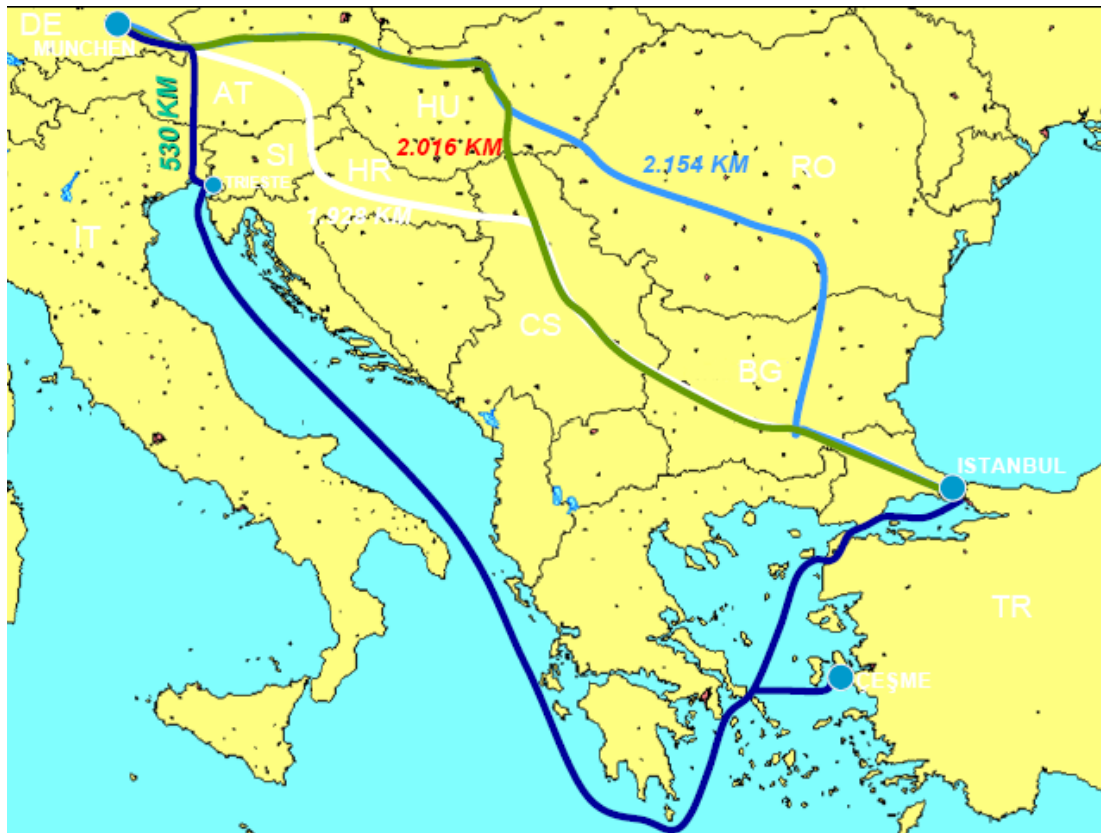 DE
MÜNCHEN
AT
530 KM
HU
2.016 KM
2.154 KM
RO
SI
HR
TRIESTE
1.928 KM
IT
CS
BG
ISTANBUL
TR
ÇEŞME